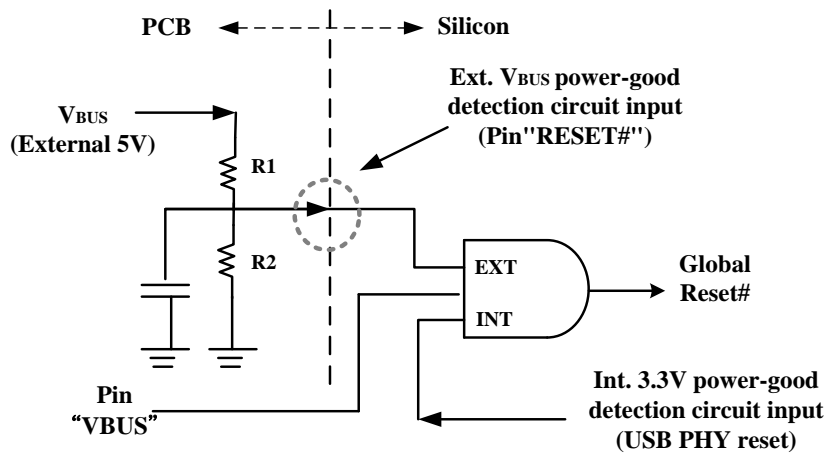 PCB
Silicon
Ext. VBUS power-good
detection circuit input
(Pin"RESET#")
VBUS
(External 5V)
R1
R2
EXT
INT
Global
Reset#
Pin
“VBUS”
Int. 3.3V power-good
detection circuit input
(USB PHY reset)